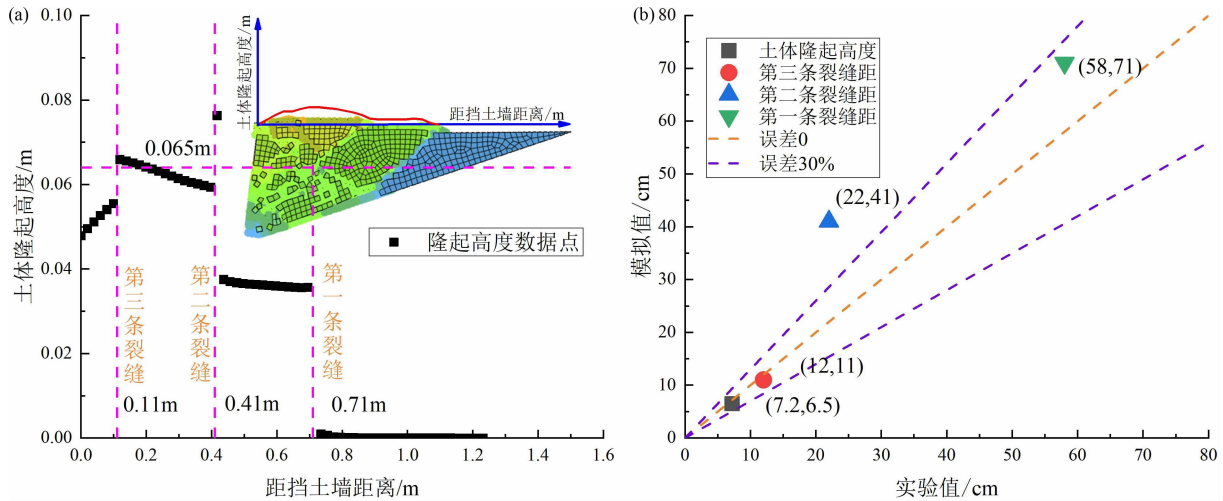 (a)
0.10
0.08
0.06
0.04
0.02
0.00
土体隆起高度/m
0.0
0.2
0.4
0.6
0.8
1.0
1.2
1.4
1.6
距挡土墙距离/m
0.065m
土体隆起高度/m
距挡土墙距离/m
隆起高度数据点
第三条裂缝
第二条裂缝
第一条裂缝
0.11m
0.41m
0.71m
(b)
80
70
60
50
40
30
20
10
0
模拟值/cm
0
10
20
30
40
50
60
70
80
实验值/cm
土体隆起高度
第三条裂缝距
第二条裂缝距
第一条裂缝距
误差0
误差30%
(58,71)
(22,41)
(12,11)
(7.2,6.5)